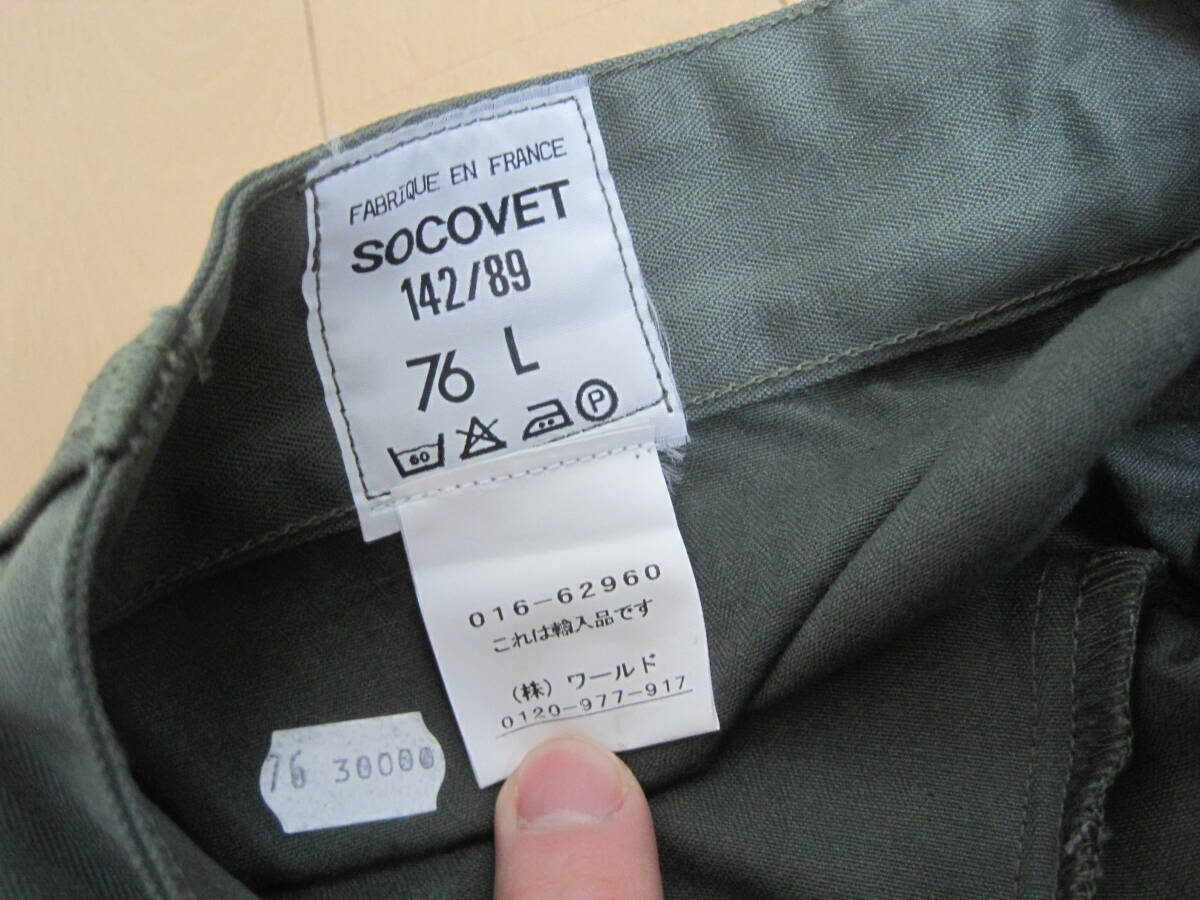 FABRIQUE EN FRANCE
SOCOVET
142/89
76 L
60 P
016-62960
これは輸入品です
(株) ワールド
0120-977-917
76 30000